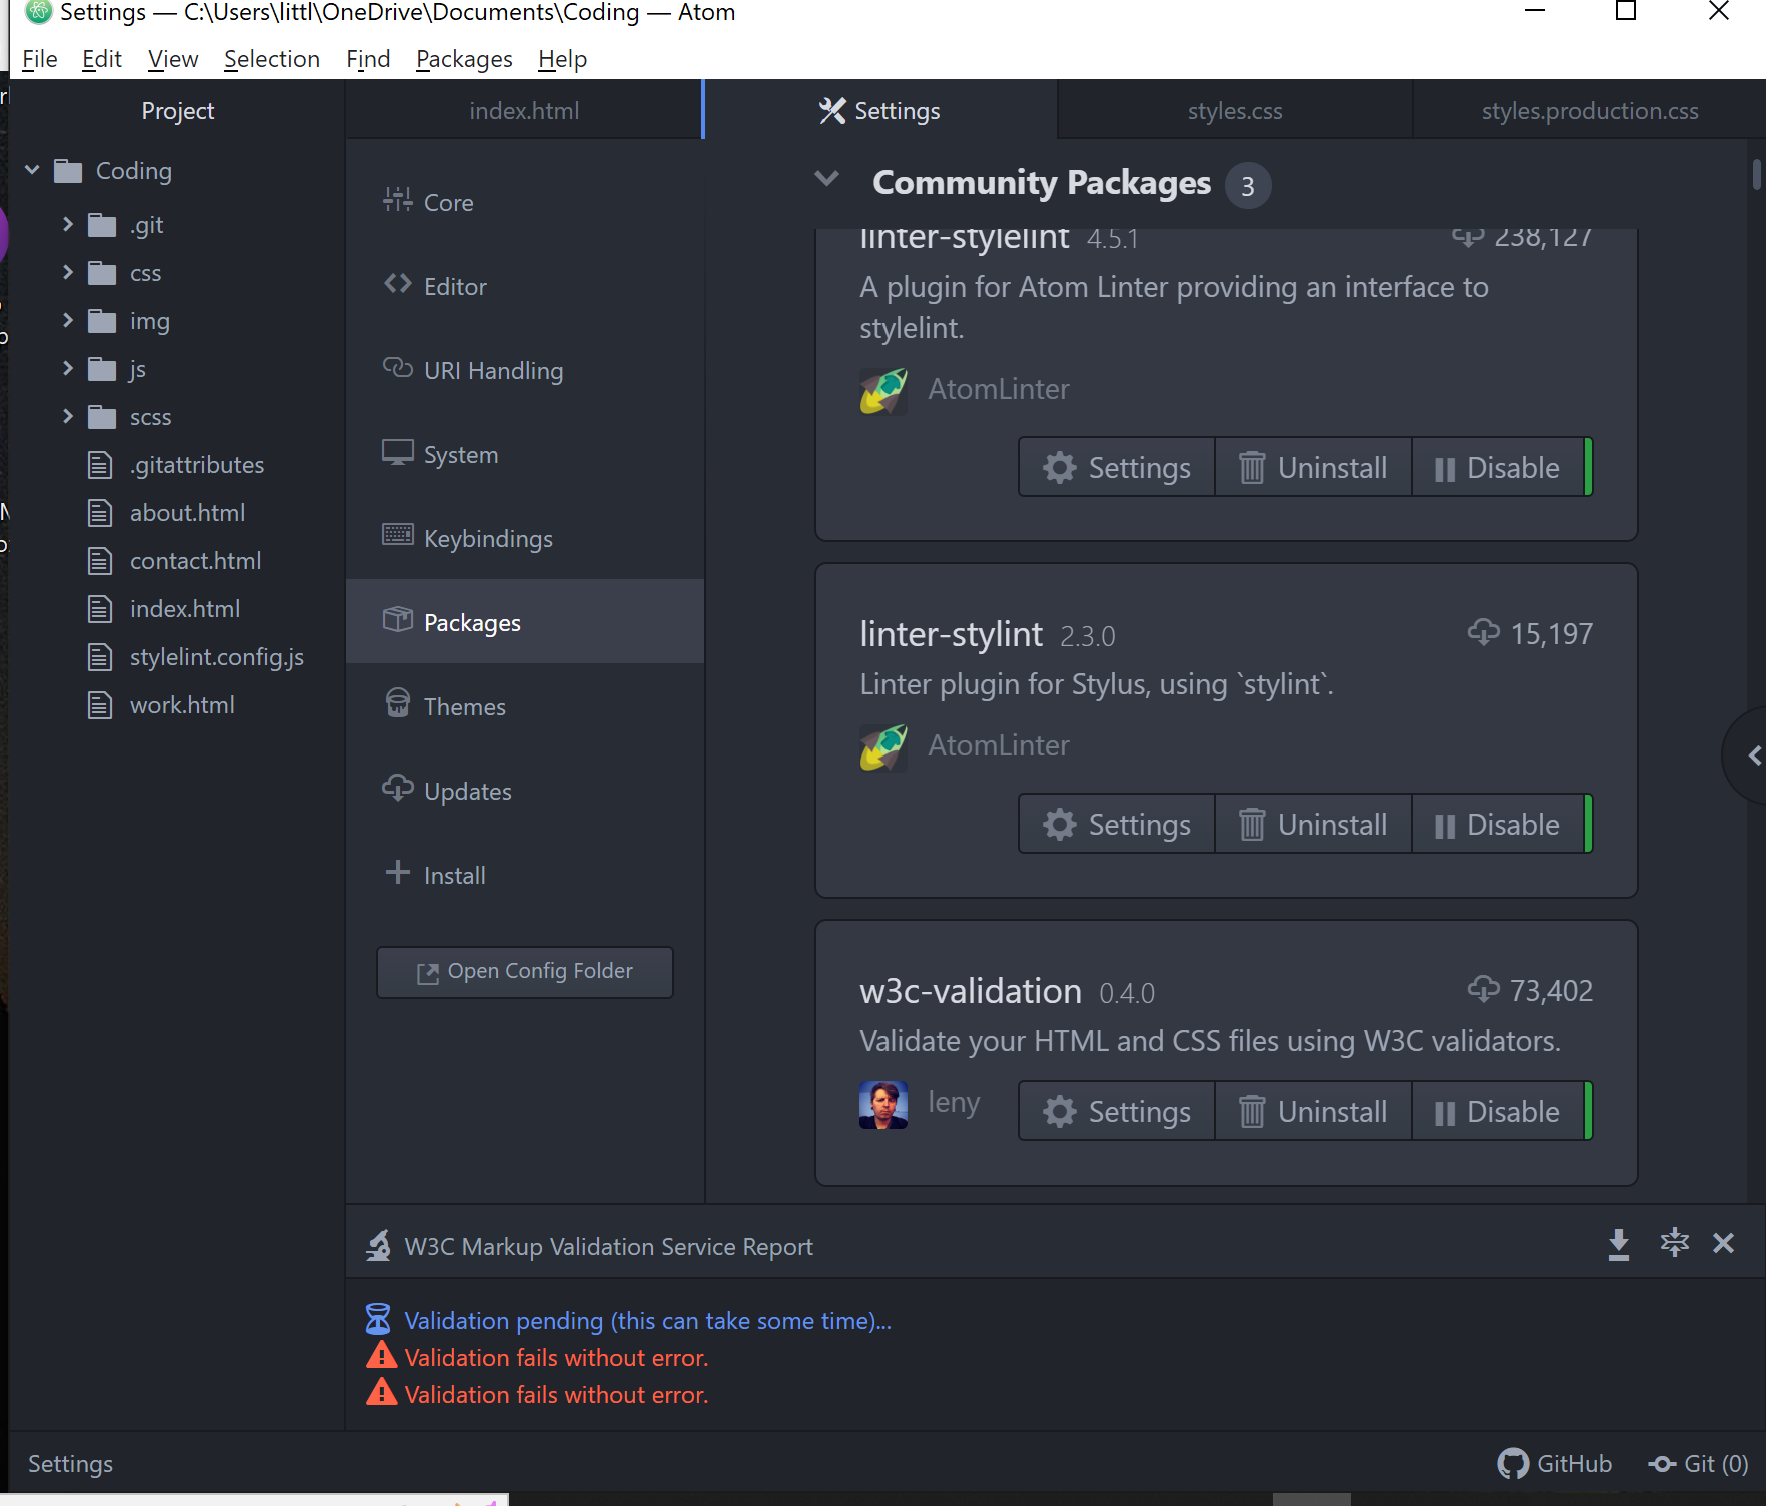 Settings — C:\Users\littl\OneDrive\Documents\Coding — Atom
File Edit View Selection Find Packages Help
Project
index.html
Settings
styles.css
styles.production.css
Coding
.git
css
img
js
scss
.gitattributes
about.html
contact.html
index.html
stylelint.config.js
work.html
Core
Editor
URI Handling
System
Keybindings
Packages
Themes
Updates
Install
Open Config Folder
Community Packages 3
linter-stylelint 4.5.1 238,127
A plugin for Atom Linter providing an interface to
stylelint.
AtomLinter
Settings Uninstall Disable
linter-stylint 2.3.0 15,197
Linter plugin for Stylus, using `stylint`.
AtomLinter
Settings Uninstall Disable
w3c-validation 0.4.0 73,402
Validate your HTML and CSS files using W3C validators.
leny
Settings Uninstall Disable
W3C Markup Validation Service Report
Validation pending (this can take some time)...
Validation fails without error.
Validation fails without error.
Settings
GitHub
Git (0)